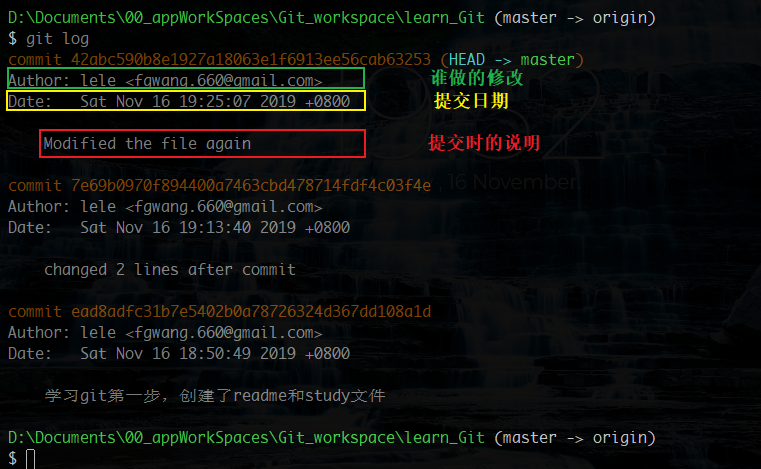 D:\Documents\00_appWorkSpaces\Git_workspace\learn_Git (master -> origin)
$ git log
commit 42abc590b8e1927a18063e1f6913ee56cab63253 (HEAD -> master)
Author: lele <fgwang.660@gmail.com> 谁做的修改
Date:   Sat Nov 16 19:25:07 2019 +0800 提交日期
Modified the file again 提交时的说明
commit 7e69b0970f894400a7463cbd478714fdf4c03f4e
, 16 November,
Author: lele <fgwang.660@gmail.com>
Date:   Sat Nov 16 19:13:40 2019 +0800
changed 2 lines after commit
commit ead8adfc31b7e5402b0a78726324d367dd108a1d
Author: lele <fgwang.660@gmail.com>
Date:   Sat Nov 16 18:50:49 2019 +0800
学习git第一步，创建了readme和study文件
D:\Documents\00_appWorkSpaces\Git_workspace\learn_Git (master -> origin)
$